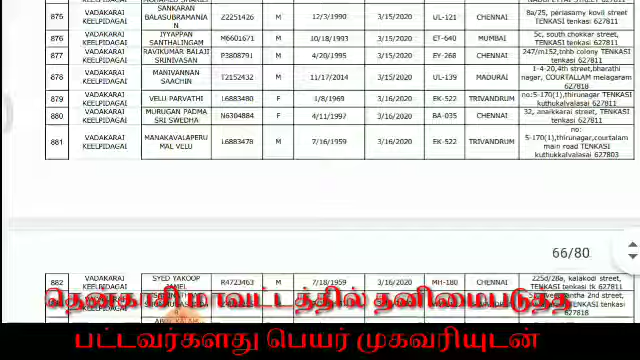 SANKARAN
875 VADAKARAI KEELPIDAGAI BALASUBRAMANIA N Z2251426 M 12/3/1990 3/15/2020 UL-121 CHENNAI 8a/25, periasamy kovil street TENKASI tenkasi 627811
876 VADAKARAI KEELPIDAGAI IYYAPPAN SANTHALINGAM M6601671 M 10/18/1993 3/15/2020 ET-640 MUMBAI 5c, south chokkar street, TENKASI tenkasi 627811
877 VADAKARAI KEELPIDAGAI RAVIKUMAR BALAJI SRINIVASAN P3808791 M 4/20/1995 3/15/2020 EY-268 CHENNAI 247/m152,tnhb colony TENKASI tenkasi 627811
878 VADAKARAI KEELPIDAGAI MANIVANNAN SAACHIN T2152432 M 11/17/2014 3/15/2020 UL-139 MADURAI 1-4-20,4th street,bharathi nagar, COURTALLAM melagaram 627818
879 VADAKARAI KEELPIDAGAI VELU PARVATHI L6883480 F 1/8/1969 3/16/2020 EK-522 TRIVANDRUM no:5-170(1),thirunagar TENKASI kuthukalvalasai 627811
880 VADAKARAI KEELPIDAGAI MURUGAN PADMA SRI SWEDHA N6304884 F 4/11/1997 3/16/2020 BA-035 CHENNAI 32, anaikkarai street, TENKASI tenkasi 627811
881 VADAKARAI KEELPIDAGAI MANAKAVALAPERU MAL VELU L6883478 M 7/16/1959 3/16/2020 EK-522 TRIVANDRUM no: 5-170(1),thirunagar,courtalam main road TENKASI kuthukkalvalasai 627803
66/80
882 VADAKARAI KEELPIDAGAI SYED YAKOOP R4723463 M 7/18/1959 3/16/2020 MH-180 CHENNAI 225d/28a, kalakodi street, TENKASI tenkasi tk 627811
தென்காசி மாவட்டத்தில் தனிமைபடுத்த
பட்டவர்களது பெயர் முகவரியுடன்